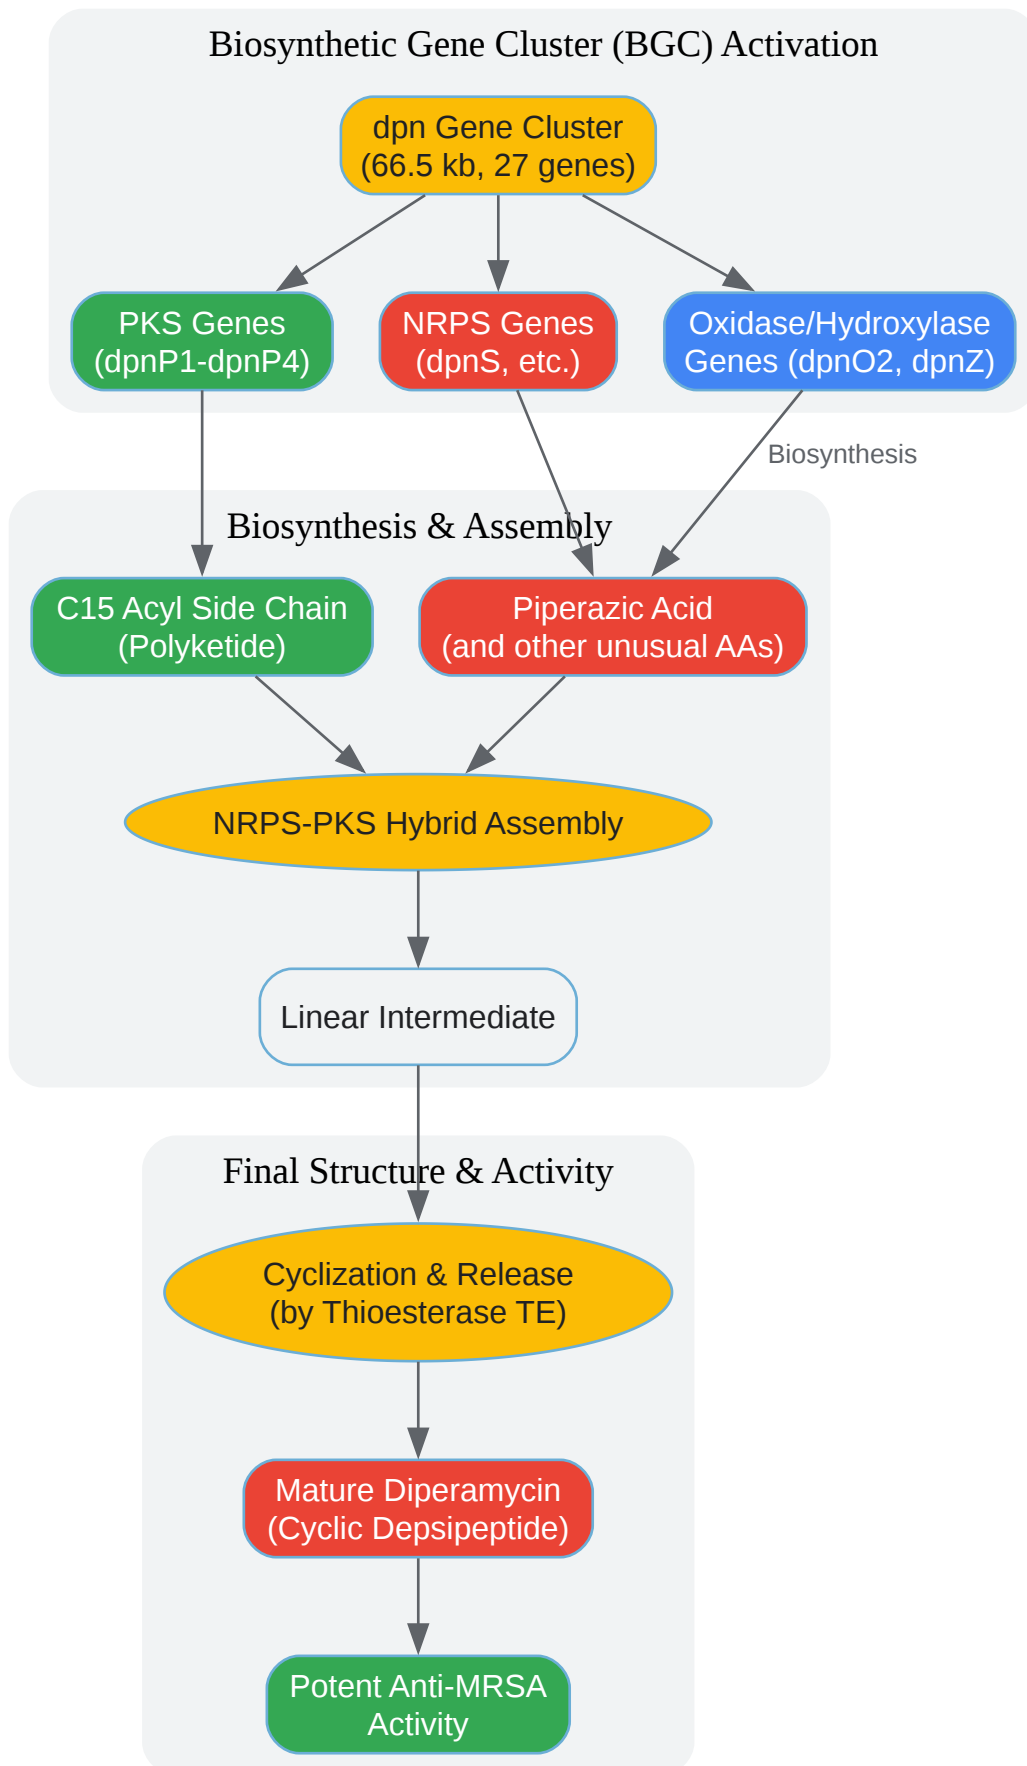 Biosynthetic Gene Cluster (BGC) Activation
dpn Gene Cluster
(66.5 kb, 27 genes)
PKS Genes
(dpnP1-dpnP4)
NRPS Genes
(dpnS, etc.)
Oxidase/Hydroxylase
Genes (dpnO2, dpnZ)
Biosynthesis
Biosynthesis & Assembly
C15 Acyl Side Chain
(Polyketide)
Piperazic Acid
(and other unusual AAs)
NRPS-PKS Hybrid Assembly
Linear Intermediate
Final Structure & Activity
Cyclization & Release
(by Thioesterase TE)
Mature Diperamycin
(Cyclic Depsipeptide)
Potent Anti-MRSA
Activity